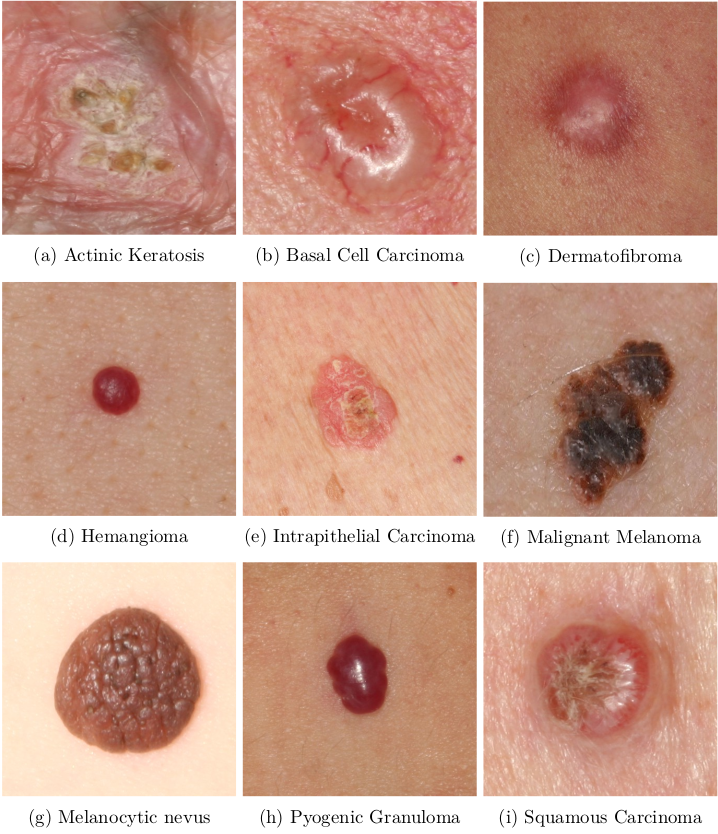 (a) Actinic Keratosis
(b) Basal Cell Carcinoma
(c) Dermatofibroma
(d) Hemangioma
(e) Intrapithelial Carcinoma
(f) Malignant Melanoma
(g) Melanocytic nevus
(h) Pyogenic Granuloma
(i) Squamous Carcinoma